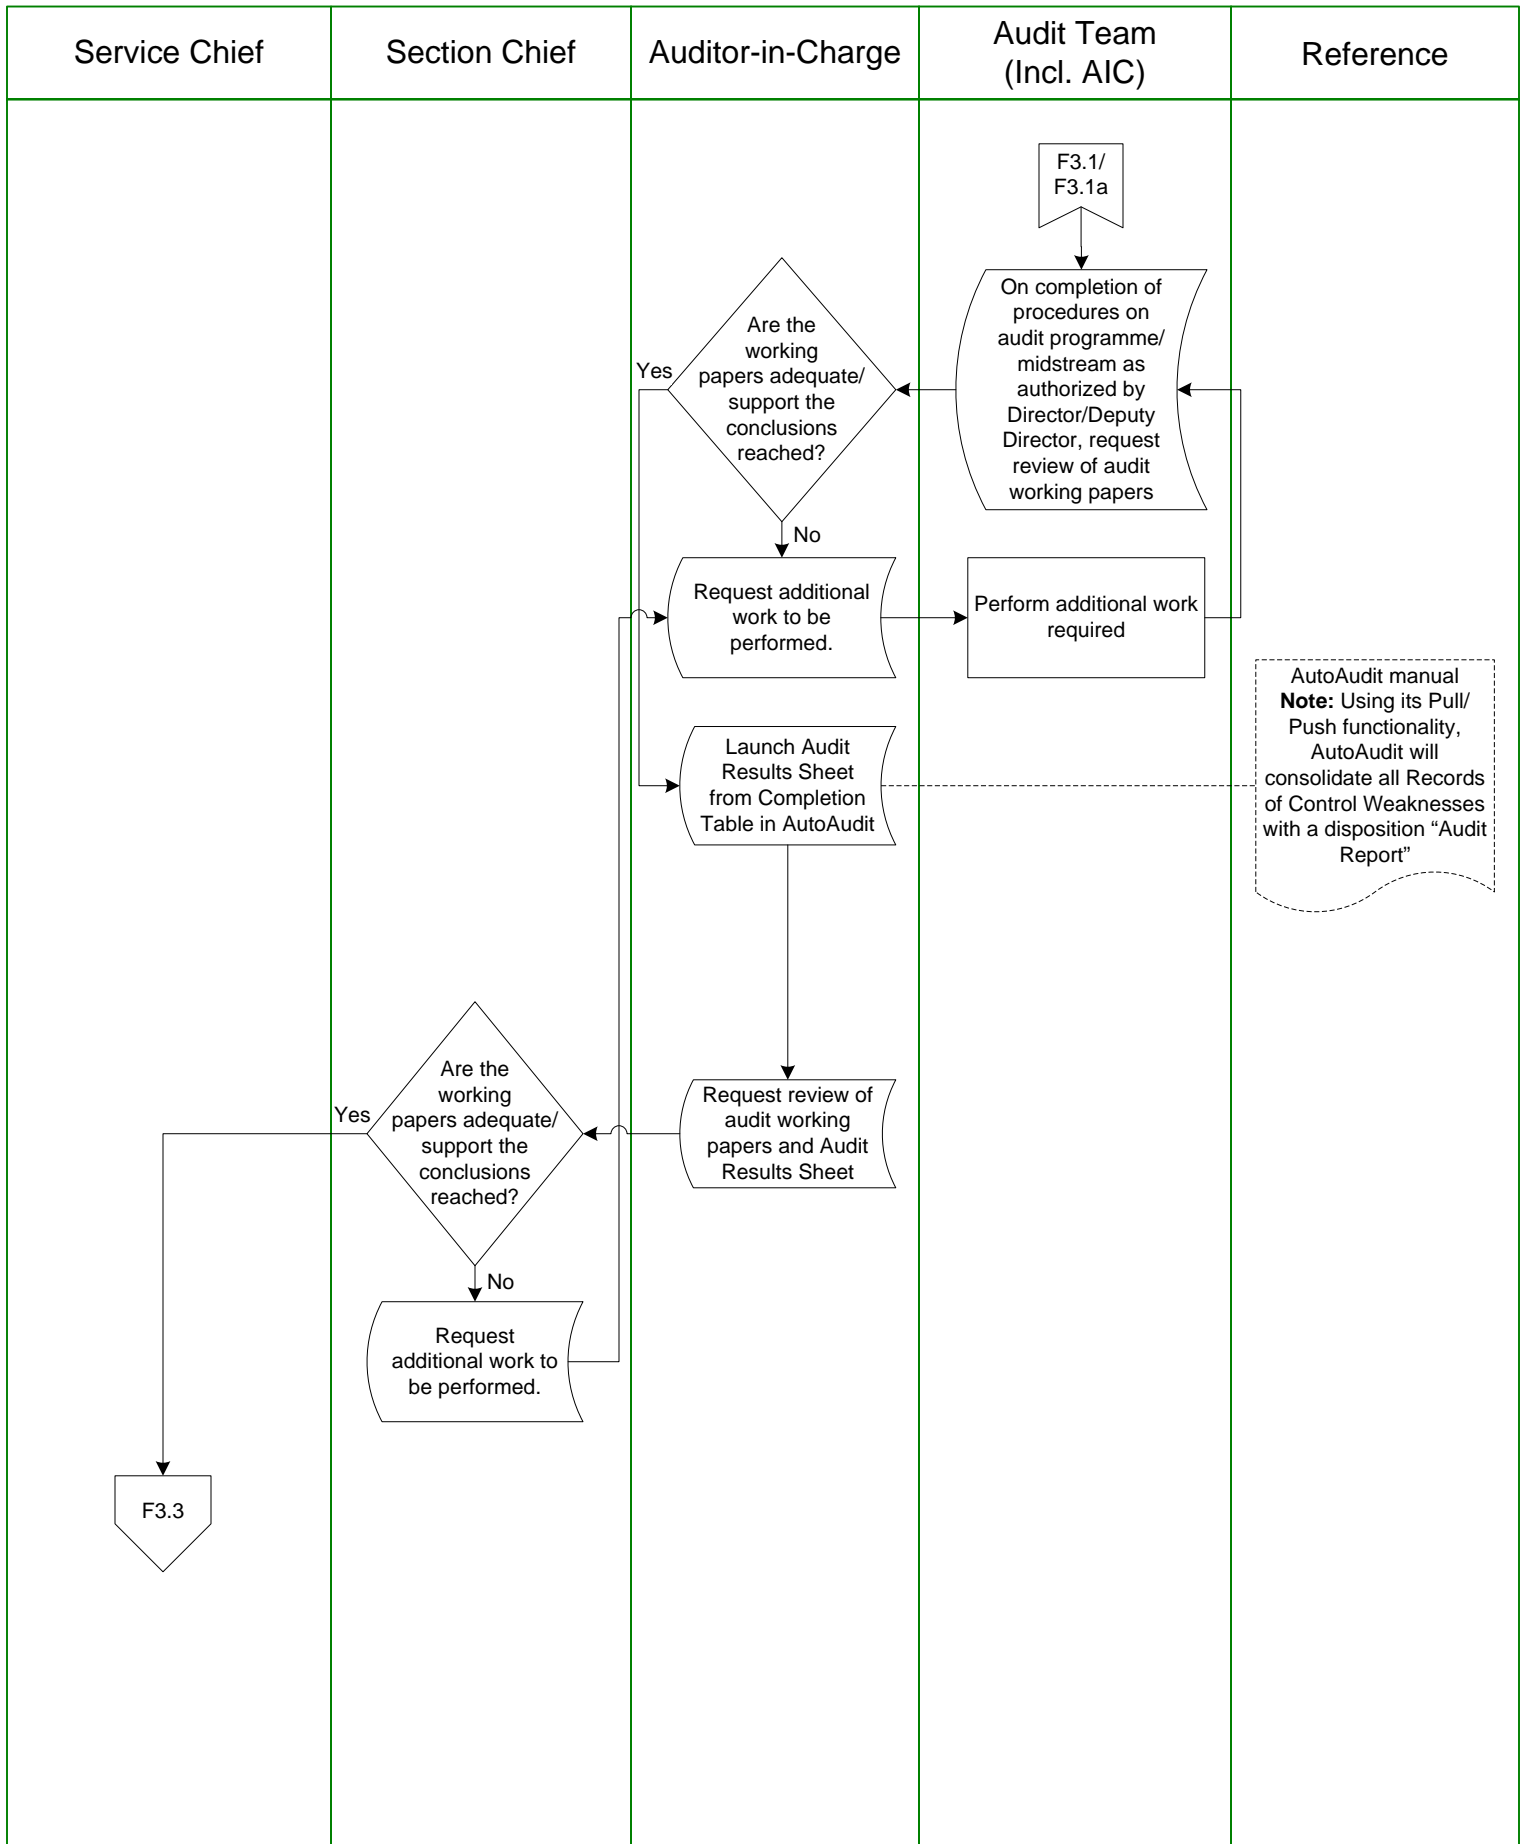 Service Chief
Section Chief
Auditor-in-Charge
Audit Team
(Incl. AIC)
Reference
F3.1/
F3.1a
On completion of
procedures on
audit programme/
midstream as
authorized by
Director/Deputy
Director, request
review of audit
working papers
Are the
working
papers adequate/
support the
conclusions
reached?
Yes
No
Request additional
work to be
performed.
Perform additional work
required
AutoAudit manual
Note: Using its Pull/
Push functionality,
AutoAudit will
consolidate all Records
of Control Weaknesses
with a disposition “Audit
Report”
Launch Audit
Results Sheet
from Completion
Table in AutoAudit
Request review of
audit working
papers and Audit
Results Sheet
Are the
working
papers adequate/
support the
conclusions
reached?
Yes
No
Request
additional work to
be performed.
F3.3